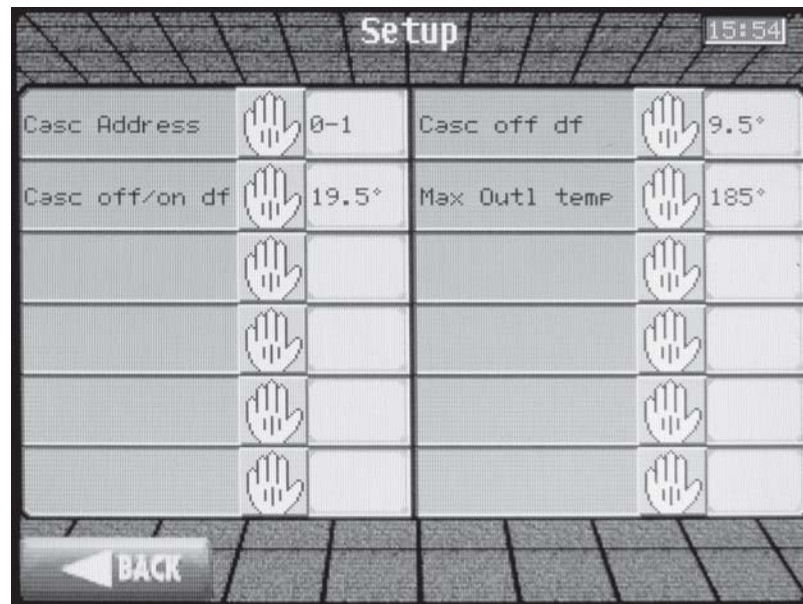 Setup
15:54
Casc Address 0-1 Casc off df 9.5°
Casc off/on df 19.5° Max Outl temp 185°
BACK